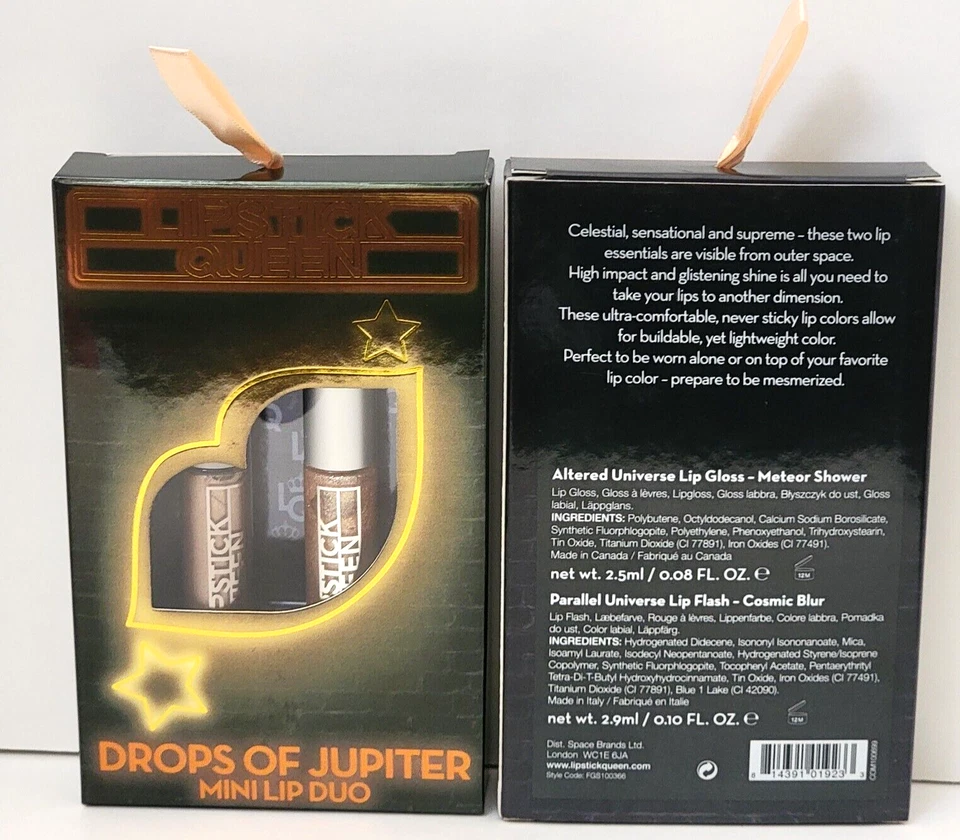 LIPSTICK
QUEEN
DROPS OF JUPITER
MINI LIP DUO
Celestial, sensational and supreme – these two lip
essentials are visible from outer space.
High impact and glistening shine is all you need to
take your lips to another dimension.
These ultra-comfortable, never sticky lip colors allow
for buildable, yet lightweight color.
Perfect to be worn alone or on top of your favorite
lip color – prepare to be mesmerized.
Altered Universe Lip Gloss – Meteor Shower
Lip Gloss, Gloss à lèvres, Lipgloss, Gloss labbra, Błyszczyk do ust, Gloss
labial, Läppglans.
INGREDIENTS: Polybutene, Octyldodecanol, Calcium Sodium Borosilicate,
Synthetic Fluorphlogopite, Polyethylene, Phenoxyethanol, Trihydroxystearin,
Tin Oxide, Titanium Dioxide (CI 77891), Iron Oxides (CI 77491).
Made in Canada / Fabriqué au Canada
net wt. 2.5ml / 0.08 FL. OZ. ℮ 12M
Parallel Universe Lip Flash – Cosmic Blur
Lip Flash, Læbefarve, Rouge à lèvres, Lippenfarbe, Colore labbra, Pomadka
do ust, Color labial, Läppfärg.
INGREDIENTS: Hydrogenated Didecene, Isononyl Isononanoate, Mica,
Isoamyl Laurate, Isodecyl Neopentanoate, Hydrogenated Styrene/Isoprene
Copolymer, Synthetic Fluorphlogopite, Tocopheryl Acetate, Pentaerythrityl
Tetra-Di-T-Butyl Hydroxyhydrocinnamate, Tin Oxide, Iron Oxides (CI 77491),
Titanium Dioxide (CI 77891), Blue 1 Lake (CI 42090).
Made in Italy / Fabriqué en Italie
net wt. 2.9ml / 0.10 FL. OZ. ℮ 12M
Dist. Space Brands Ltd.
London WC1E 6JA
www.lipstickqueen.com
Style Code: FGS100366
8 14391 01923 3
COM100699